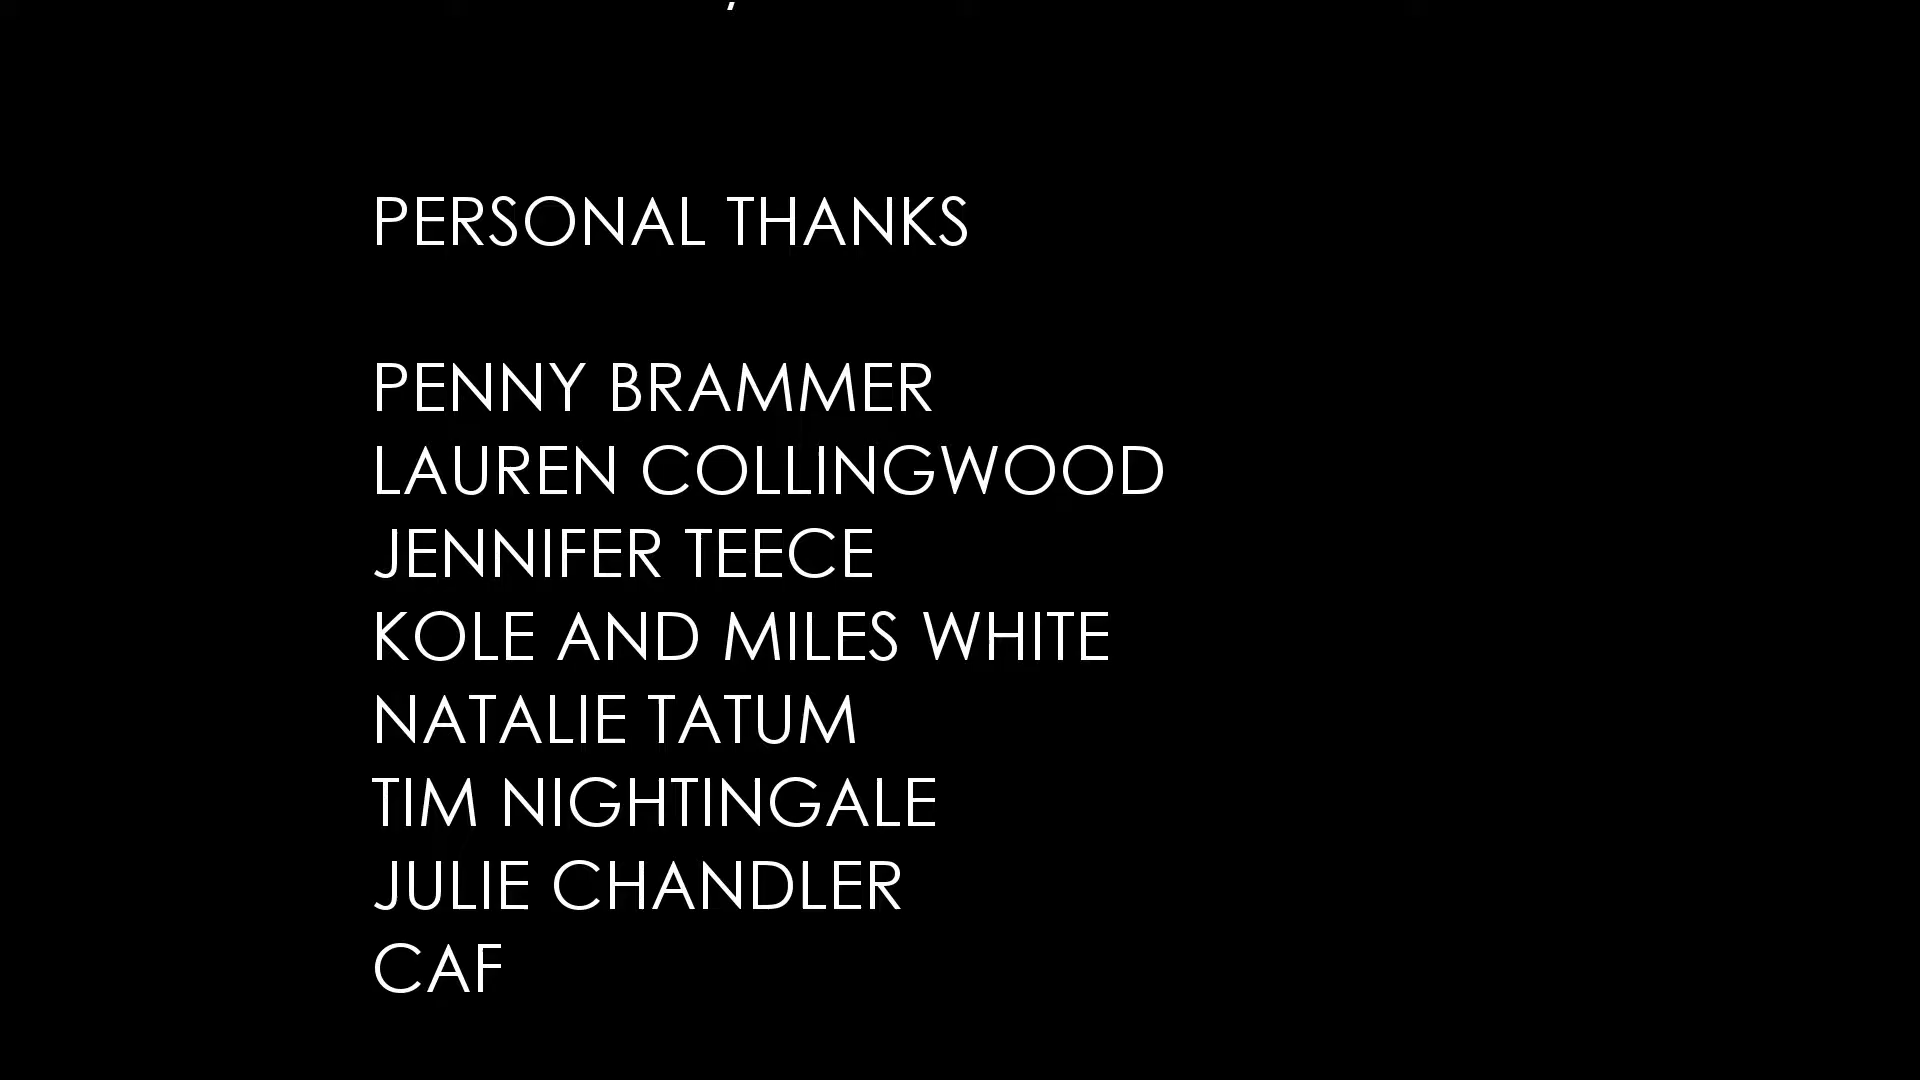 PERSONAL THANKS
PENNY BRAMMER
LAUREN COLLINGWOOD
JENNIFER TEECE
KOLE AND MILES WHITE
NATALIE TATUM
TIM NIGHTINGALE
JULIE CHANDLER
CAF